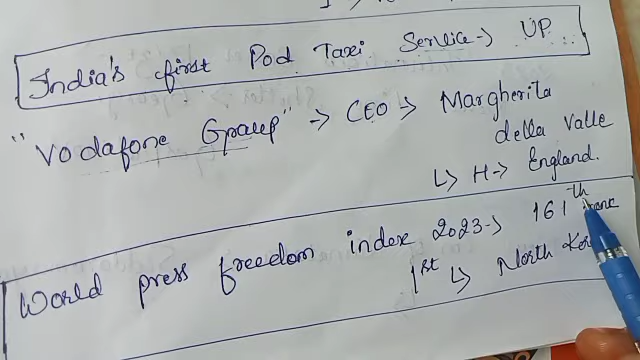 India's first Pod Taxi Service → UP
"Vodafone Group" → CEO → Margherita
della Valle
↳ H → England.
World press freedom index 2023 → 161th
1st ↳ North